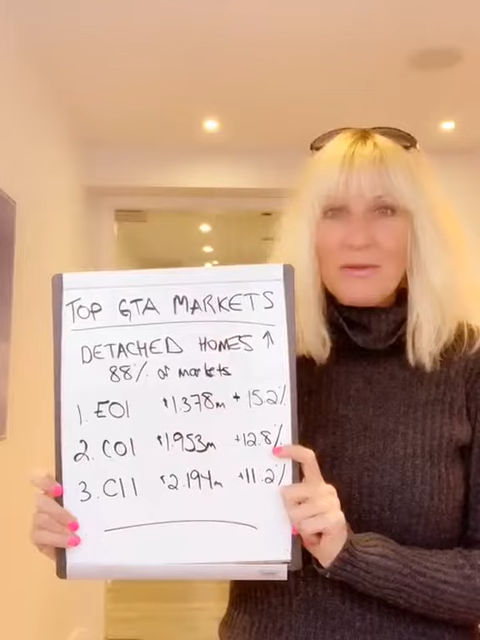 TOP GTA MARKETS
DETACHED HOMES ↑
88% of markets
1. E01 $1.378m + 15.2%
2. C01 $1.953m +12.8%
3. C11 $2.194m +11.2%